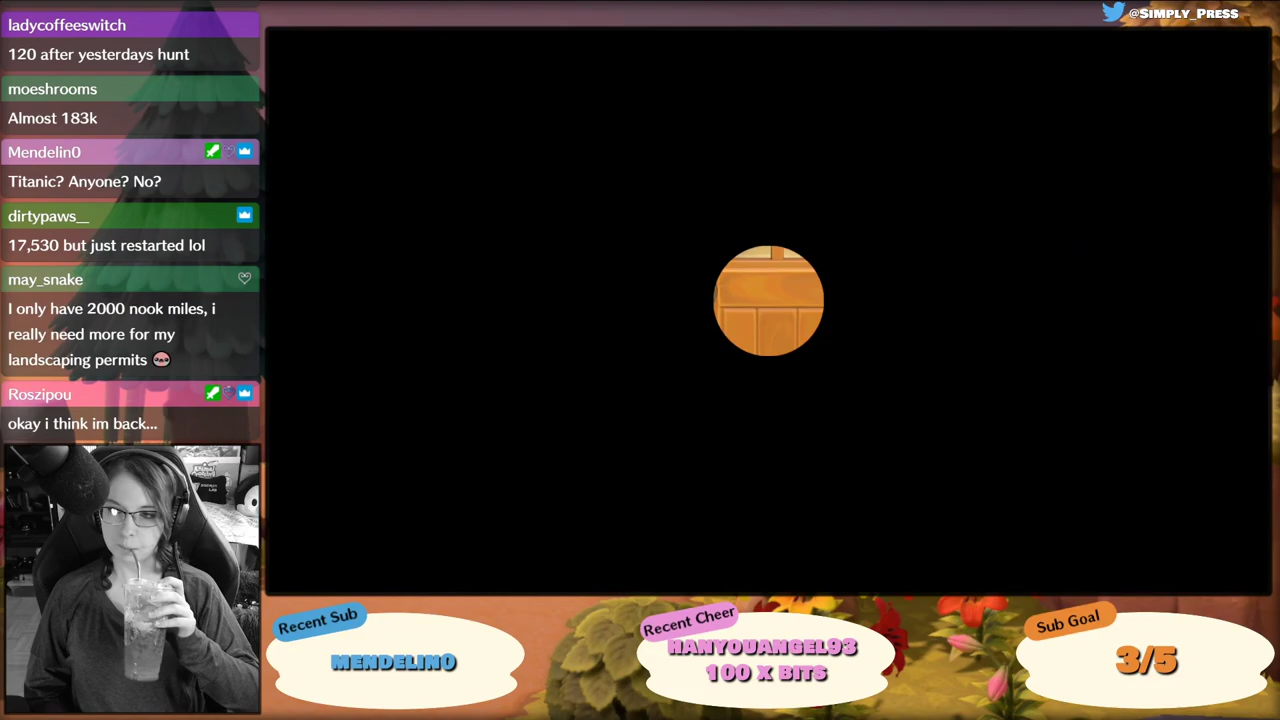 @Simply_Press
ladycoffeeswitch
120 after yesterdays hunt
moeshrooms
Almost 183k
Mendelin0
Titanic? Anyone? No?
dirtypaws__
17,530 but just restarted lol
may_snake
I only have 2000 nook miles, i
really need more for my
landscaping permits
Roszipou
okay i think im back...
Recent Sub
MENDELIN0
Recent Cheer
HANYOUANGEL93
100 X BITS
Sub Goal
3/5